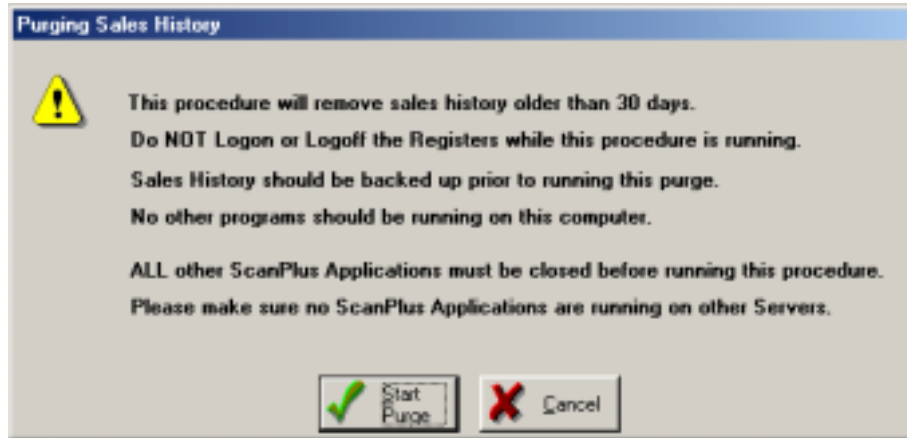 Purging Sales History
This procedure will remove sales history older than 30 days.
Do NOT Logon or Logoff the Registers while this procedure is running.
Sales History should be backed up prior to running this purge.
No other programs should be running on this computer.
ALL other ScanPlus Applications must be closed before running this procedure.
Please make sure no ScanPlus Applications are running on other Servers.
Start
Purge
Cancel